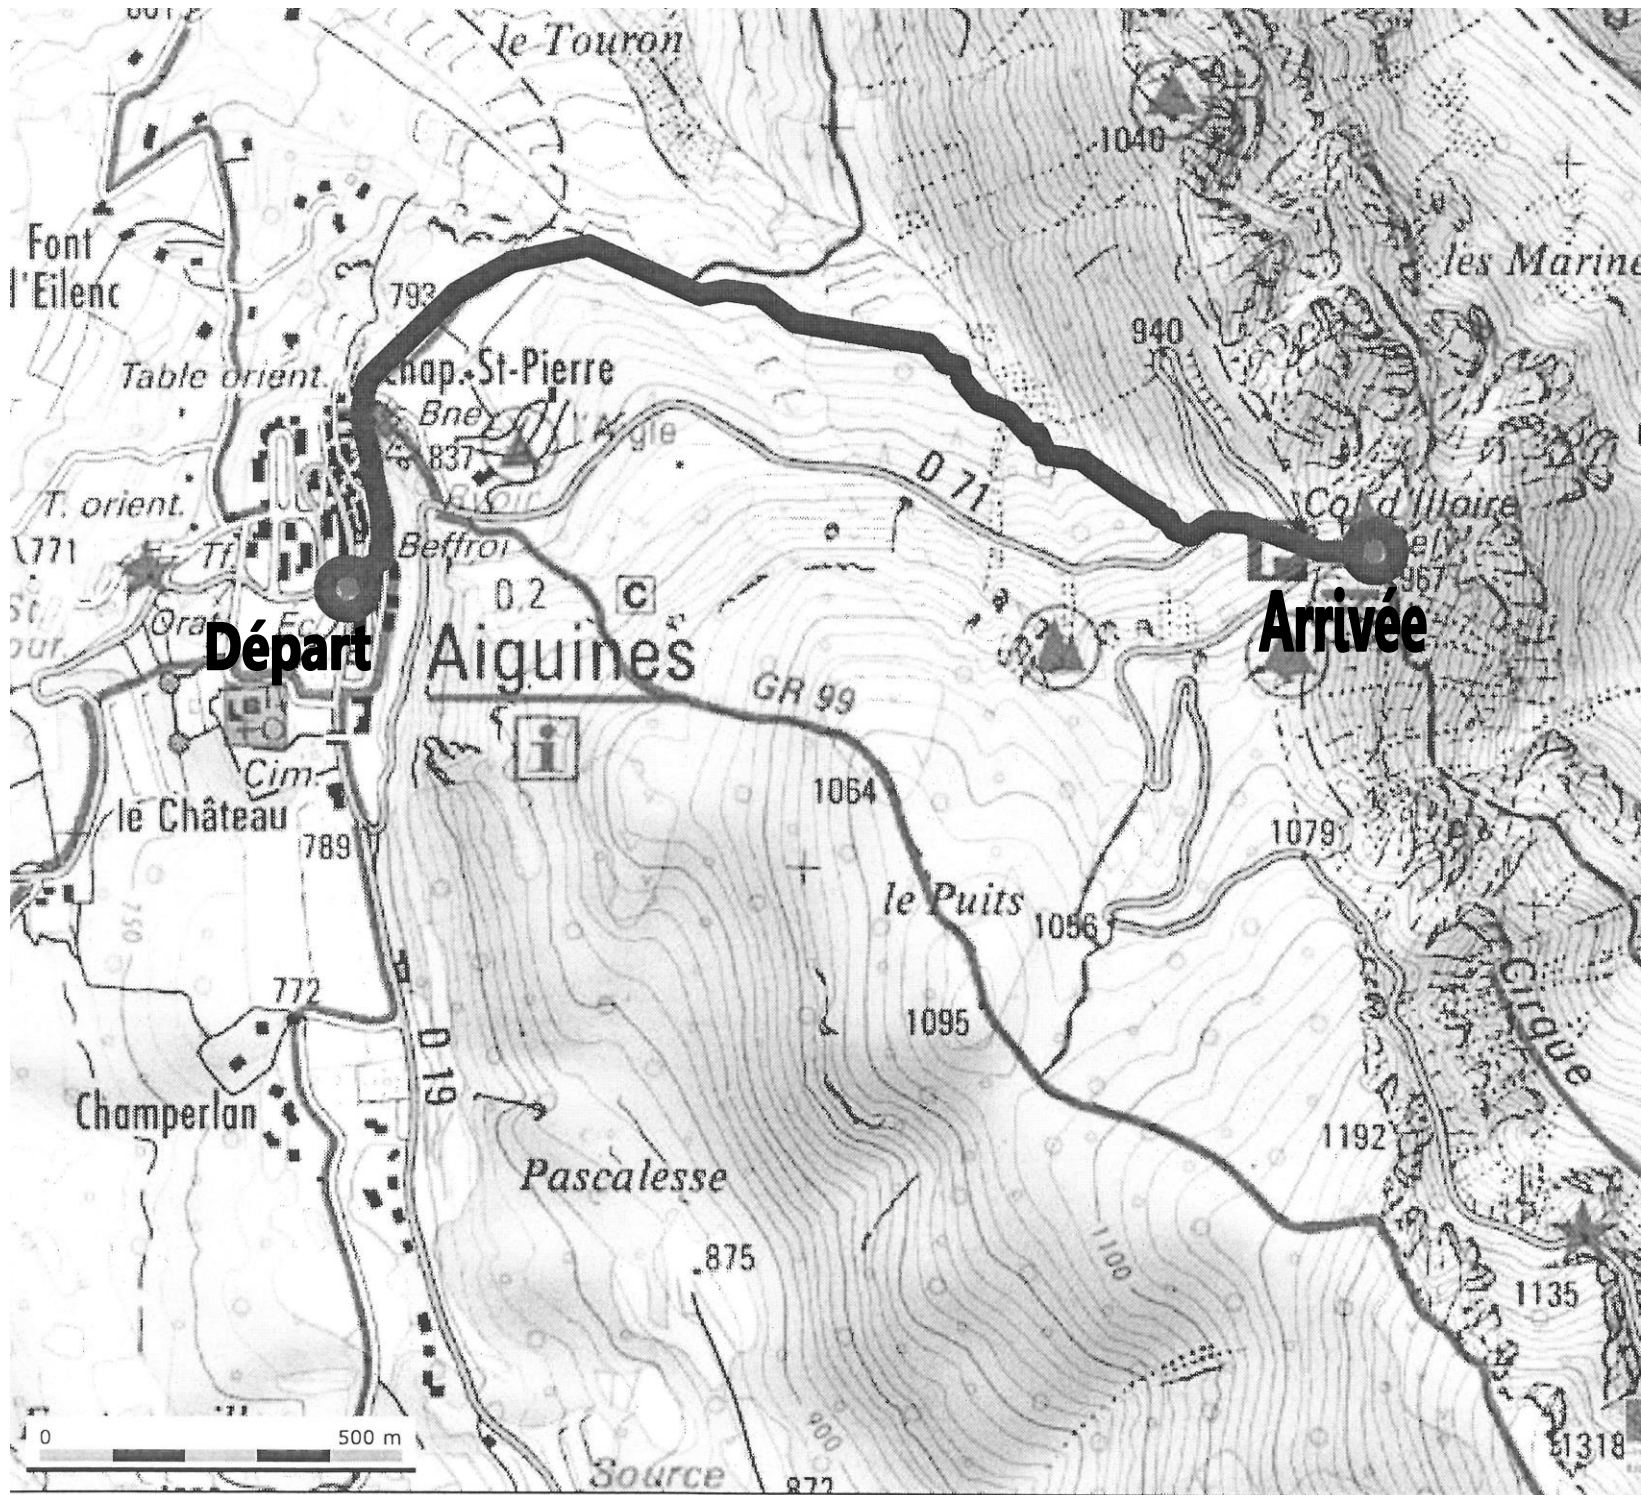 le Touron
1040
Font
les Marine
l'Eilenc
793
940
Table orient.
Chap. St-Pierre
Bne
l'Aigle
837
D 71
T. orient.
Col d'Illoire
771
Tr
Beffroi
967
0,2
C
Orat.
Départ
Arrivée
Aiguines
GR 99
i
Cim.
1064
le Château
789
1079
750
le Puits
1056
772
Cirque
1095
D 19
Champerlan
1192
Pascalesse
875
1100
1135
0
500 m
900
1318
Source
872